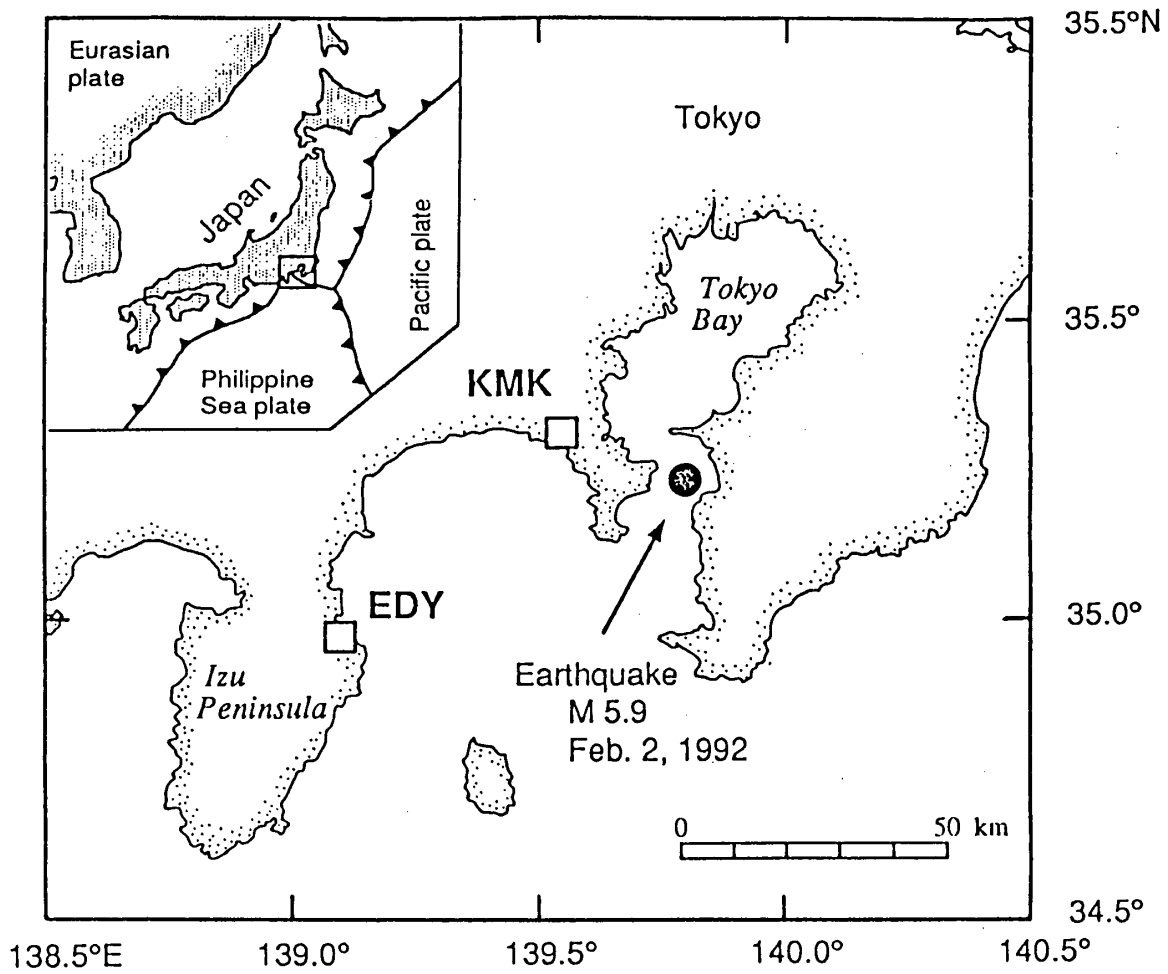 35.5°N
Eurasian
plate
Tokyo
Japan
Pacific plate
Tokyo
Bay
35.5°
Philippine
Sea plate
KMK
EDY
35.0°
Izu
Peninsula
Earthquake
M 5.9
Feb. 2, 1992
0 50 km
34.5°
138.5°E 139.0° 139.5° 140.0° 140.5°